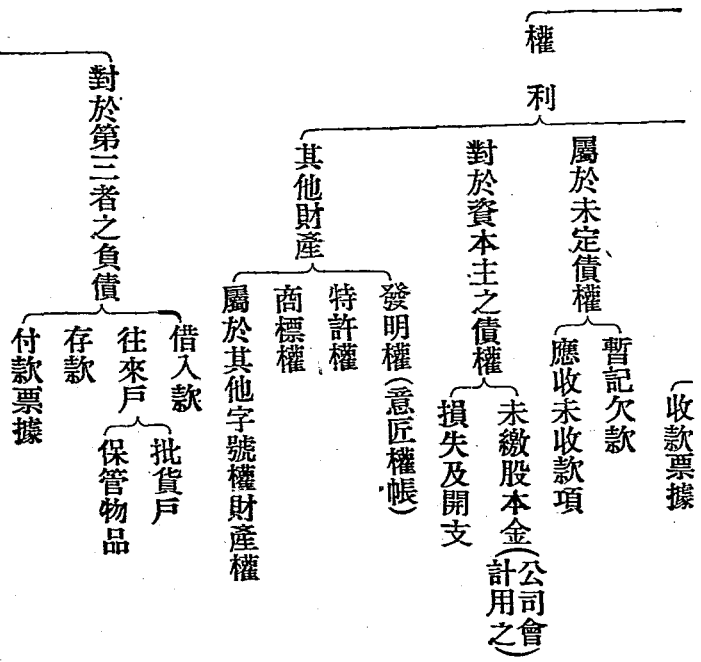 權利
收款票據
屬於未定債權
暫記欠款
應收未收款項
對於資本主之債權
未繳股本金(公司會計用之)
損失及開支
其他財產
發明權(意匠權帳)
特許權
商標權
屬於其他字號權財產權
對於第三者之負債
借入款
往來戶
批貨戶
保管物品
存款
付款票據